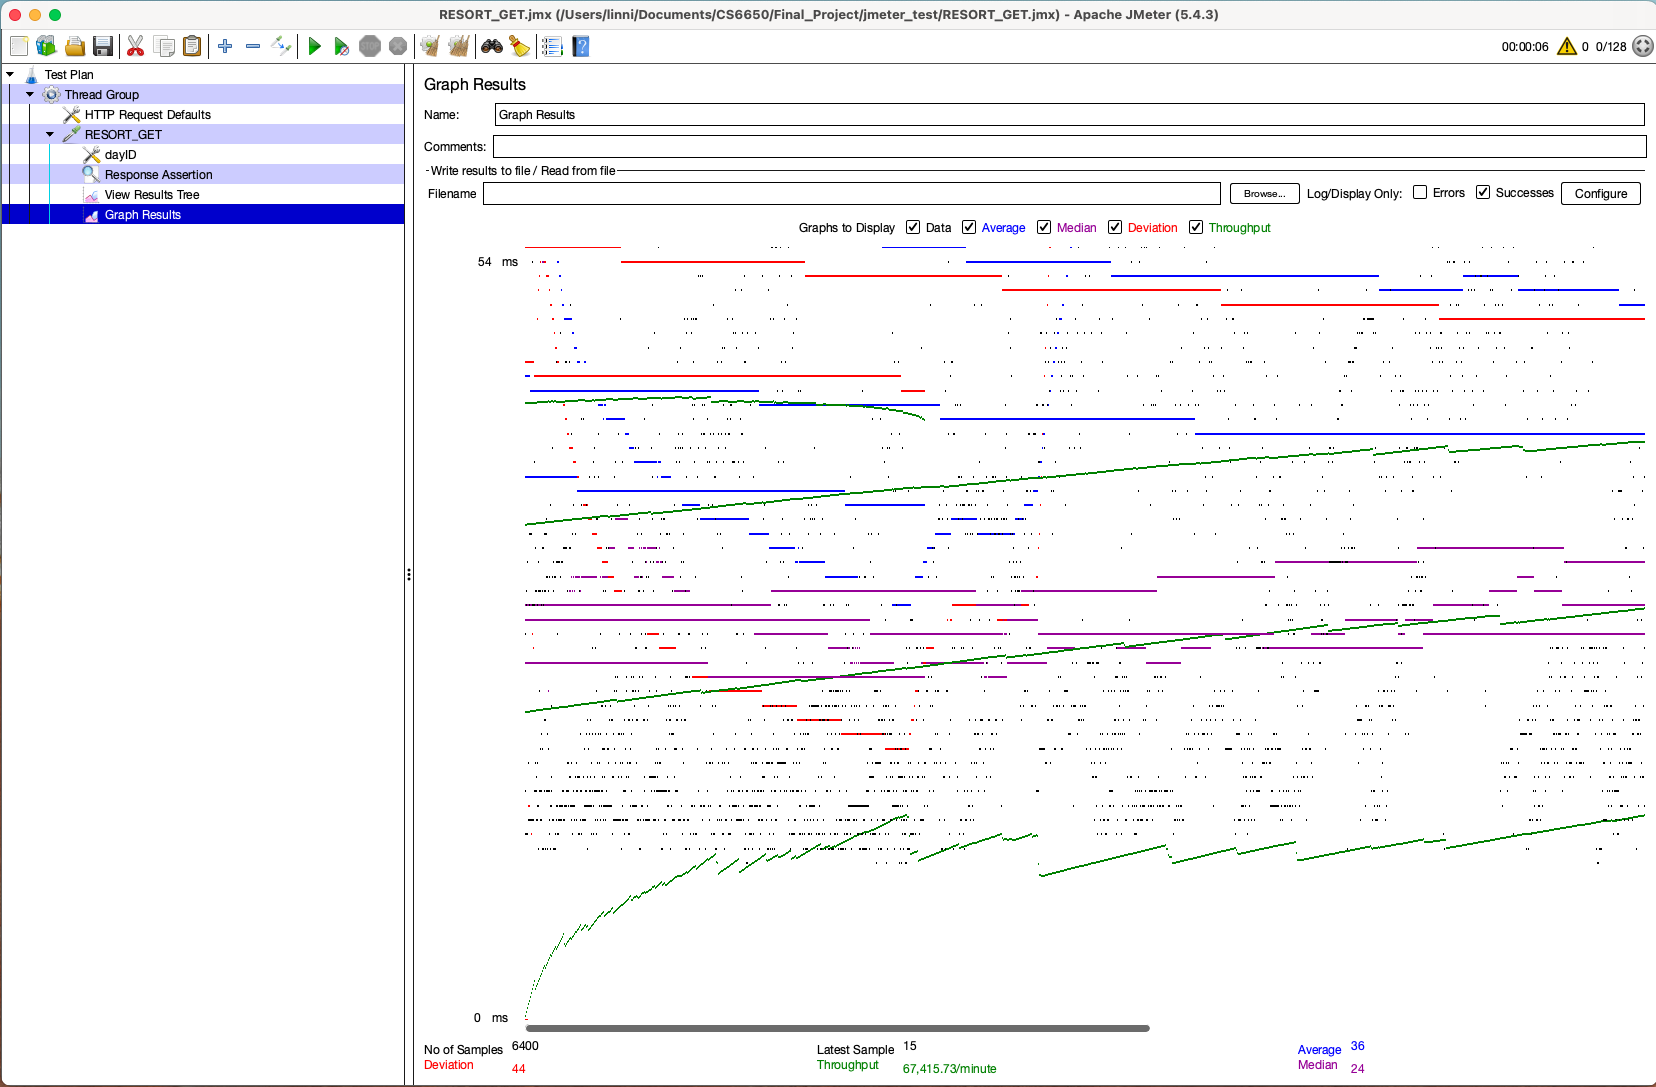 RESORT_GET.jmx (/Users/linni/Documents/CS6650/Final_Project/jmeter_test/RESORT_GET.jmx) - Apache JMeter (5.4.3)
STOP
00:00:06 0 0/128
Test Plan
Thread Group
HTTP Request Defaults
RESORT_GET
dayID
Response Assertion
View Results Tree
Graph Results
Graph Results
Name: Graph Results
Comments:
Write results to file / Read from file
Filename Browse... Log/Display Only: Errors Successes Configure
Graphs to Display Data Average Median Deviation Throughput
54 ms
0 ms
No of Samples 6400 Latest Sample 15 Average 36
Deviation 44 Throughput 67,415.73/minute Median 24